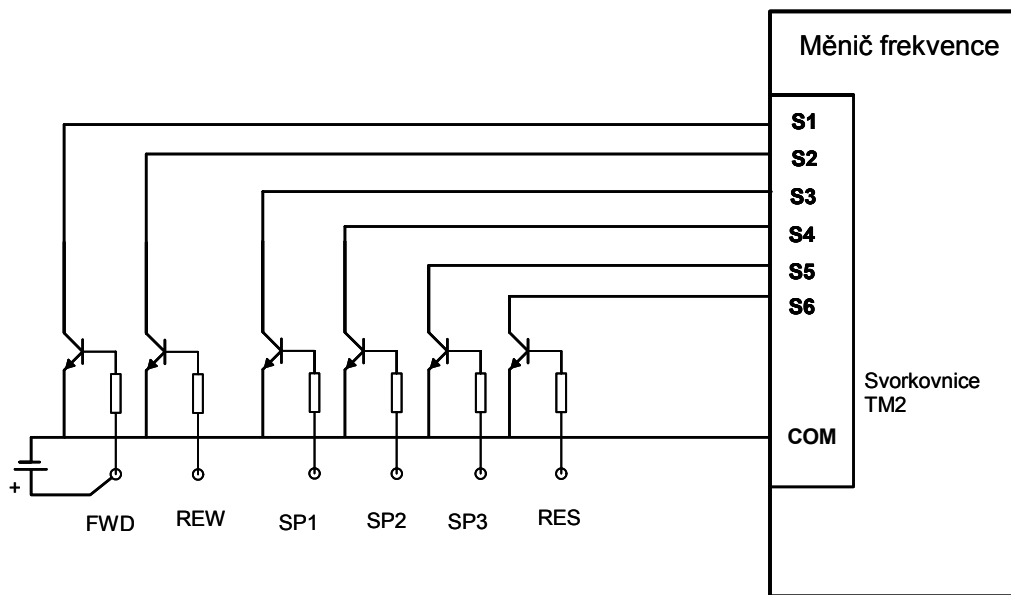 Měnič frekvence
S1
S2
S3
S4
S5
S6
Svorkovnice
TM2
COM
+
FWD
REW
SP1
SP2
SP3
RES